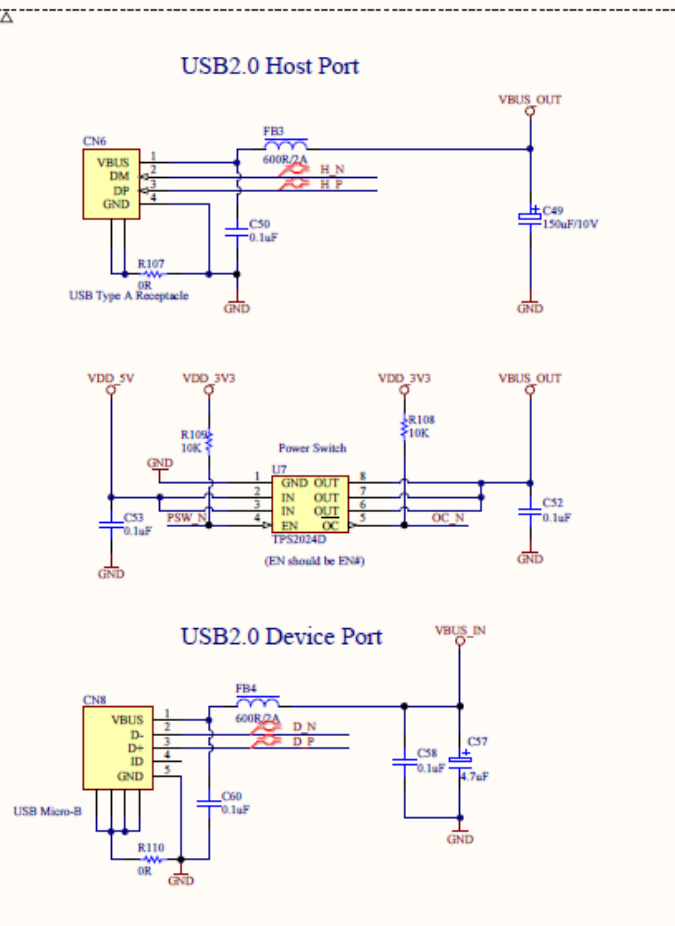 USB2.0 Host Port
VBUS_OUT
CN6
FB3
600R/2A
VBUS 1
DM 2
DP 3
GND 4
H_N
H_P
C50
0.1uF
C49
150uF/10V
R107
0R
USB Type A Receptacle
GND
GND
VDD_5V
VDD_3V3
VDD_3V3
VBUS_OUT
R109
10K
R108
10K
Power Switch
GND
U7
1 GND OUT 8
2 IN OUT 7
3 IN OUT 6
4 EN OC 5
PSW_N
OC_N
C53
0.1uF
C52
0.1uF
TPS2024D
(EN should be EN#)
GND
GND
USB2.0 Device Port
VBUS_IN
CN8
FB4
600R/2A
VBUS 1
D- 2
D+ 3
ID 4
GND 5
D_N
D_P
C58
0.1uF
C57
4.7uF
C60
0.1uF
USB Micro-B
R110
0R
GND
GND